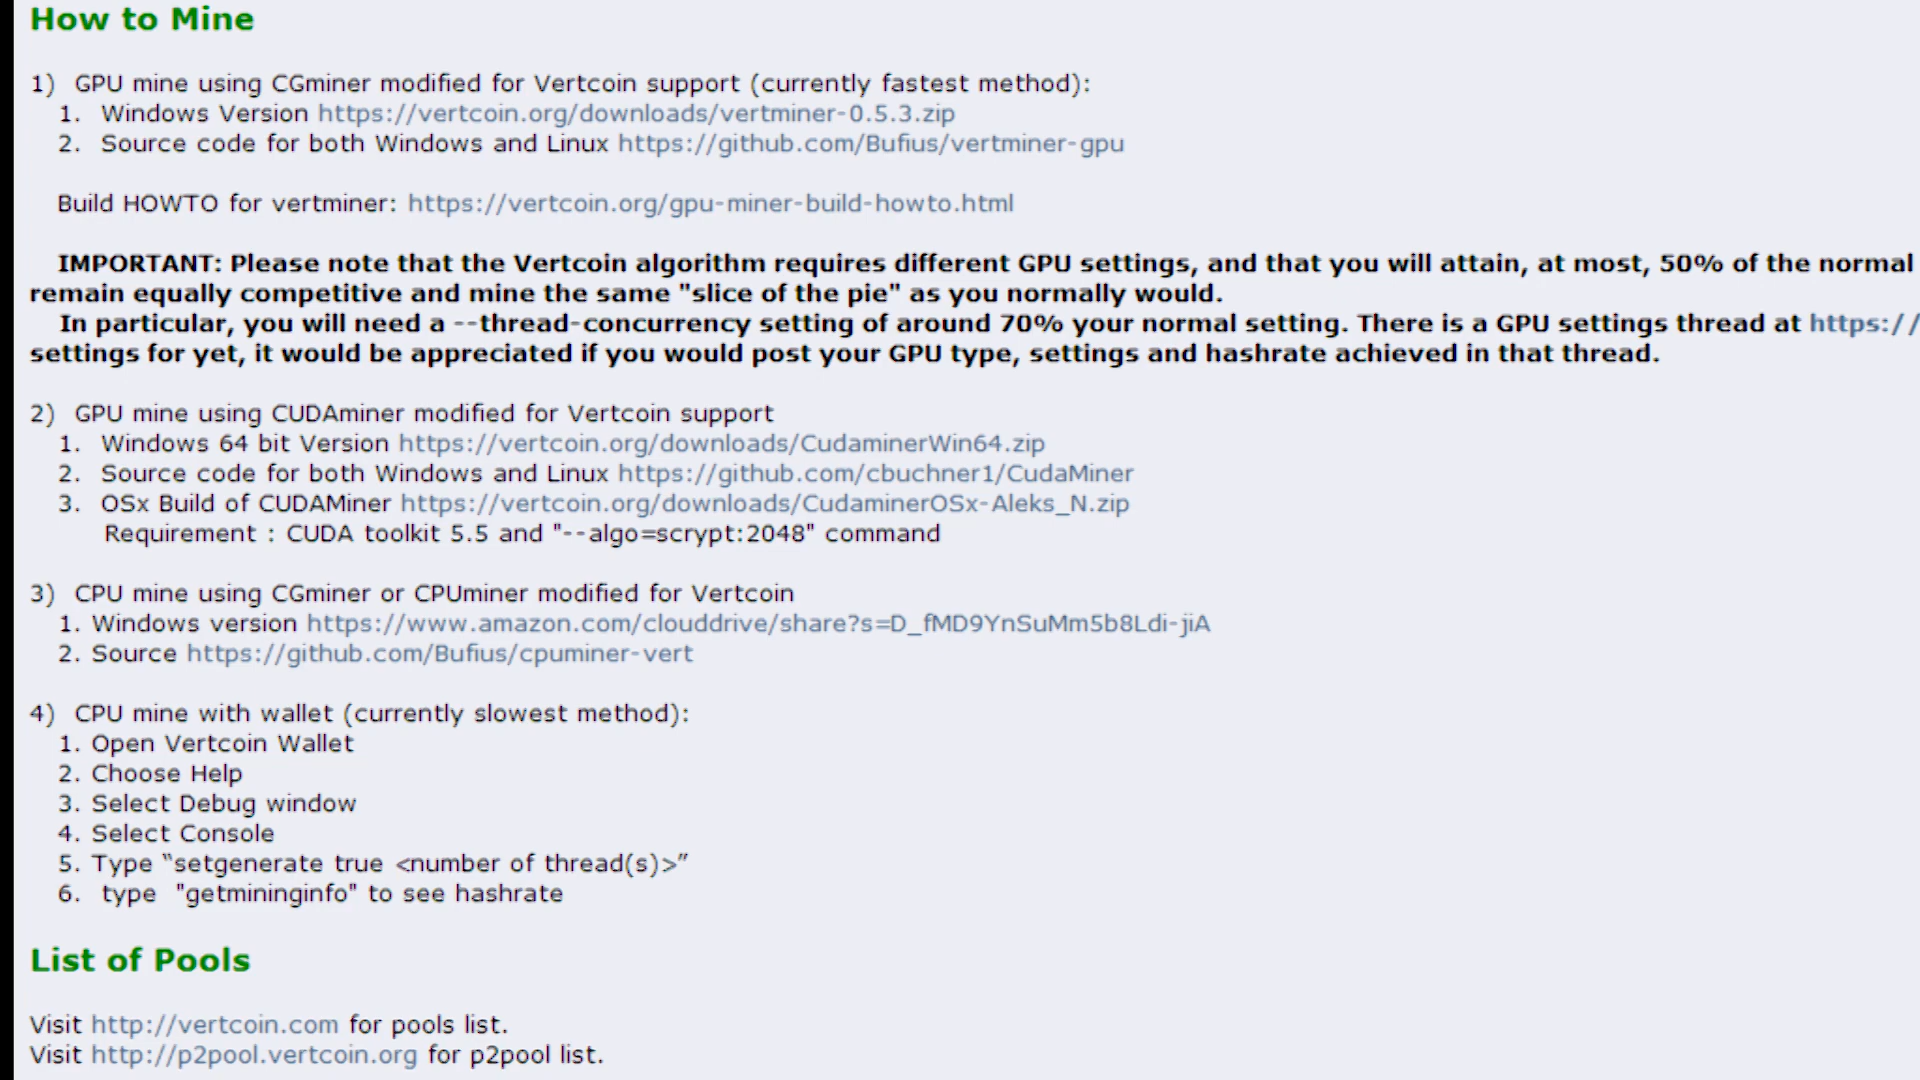 How to Mine
1)  GPU mine using CGminer modified for Vertcoin support (currently fastest method):
1.  Windows Version https://vertcoin.org/downloads/vertminer-0.5.3.zip
2.  Source code for both Windows and Linux https://github.com/Bufius/vertminer-gpu
Build HOWTO for vertminer: https://vertcoin.org/gpu-miner-build-howto.html
IMPORTANT: Please note that the Vertcoin algorithm requires different GPU settings, and that you will attain, at most, 50% of the normal
remain equally competitive and mine the same "slice of the pie" as you normally would.
In particular, you will need a --thread-concurrency setting of around 70% your normal setting. There is a GPU settings thread at https://
settings for yet, it would be appreciated if you would post your GPU type, settings and hashrate achieved in that thread.
2)  GPU mine using CUDAminer modified for Vertcoin support
1.  Windows 64 bit Version https://vertcoin.org/downloads/CudaminerWin64.zip
2.  Source code for both Windows and Linux https://github.com/cbuchner1/CudaMiner
3.  OSx Build of CUDAMiner https://vertcoin.org/downloads/CudaminerOSx-Aleks_N.zip
Requirement : CUDA toolkit 5.5 and "--algo=scrypt:2048" command
3)  CPU mine using CGminer or CPUminer modified for Vertcoin
1. Windows version https://www.amazon.com/clouddrive/share?s=D_fMD9YnSuMm5b8Ldi-jiA
2. Source https://github.com/Bufius/cpuminer-vert
4)  CPU mine with wallet (currently slowest method):
1. Open Vertcoin Wallet
2. Choose Help
3. Select Debug window
4. Select Console
5. Type “setgenerate true <number of thread(s)>”
6.  type  "getmininginfo" to see hashrate
List of Pools
Visit http://vertcoin.com for pools list.
Visit http://p2pool.vertcoin.org for p2pool list.